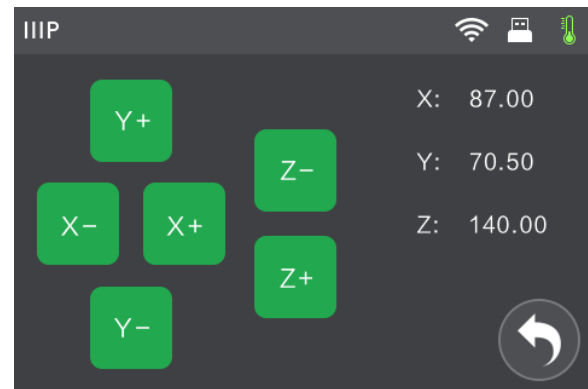 IIIP
Y+
X: 87.00
Z-
Y: 70.50
X- X+
Z: 140.00
Z+
Y-